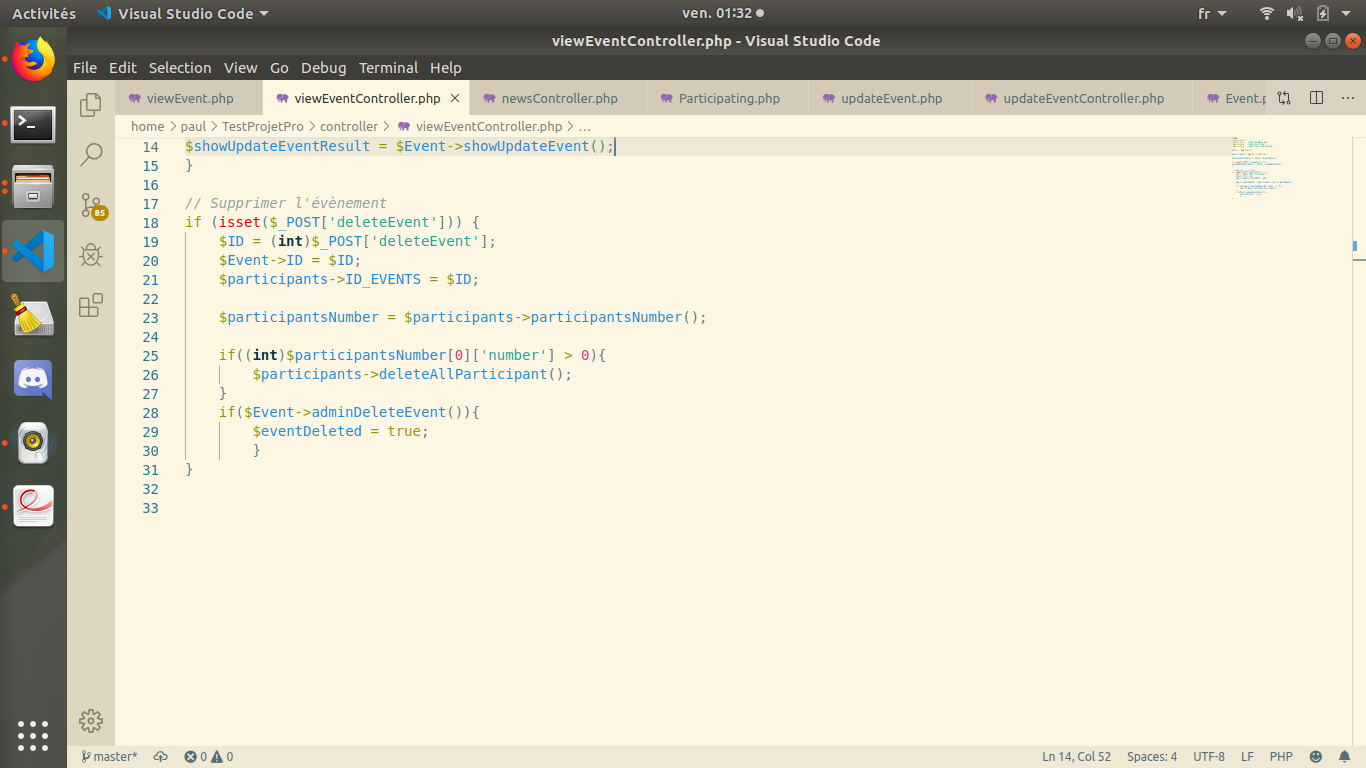 Activités Visual Studio Code ven. 01:32 fr
viewEventController.php - Visual Studio Code
File Edit Selection View Go Debug Terminal Help
viewEvent.php viewEventController.php newsController.php Participating.php updateEvent.php updateEventController.php Event.p
home > paul > TestProjetPro > controller > viewEventController.php > ...
14 $showUpdateEventResult = $Event->showUpdateEvent();
15 }
16
17 // Supprimer l'évènement
18 if (isset($_POST['deleteEvent'])) {
19 $ID = (int)$_POST['deleteEvent'];
20 $Event->ID = $ID;
21 $participants->ID_EVENTS = $ID;
22
23 $participantsNumber = $participants->participantsNumber();
24
25 if((int)$participantsNumber[0]['number'] > 0){
26 $participants->deleteAllParticipant();
27 }
28 if($Event->adminDeleteEvent()){
29 $eventDeleted = true;
30 }
31 }
32
33
85
master* 0 0 Ln 14, Col 52 Spaces: 4 UTF-8 LF PHP